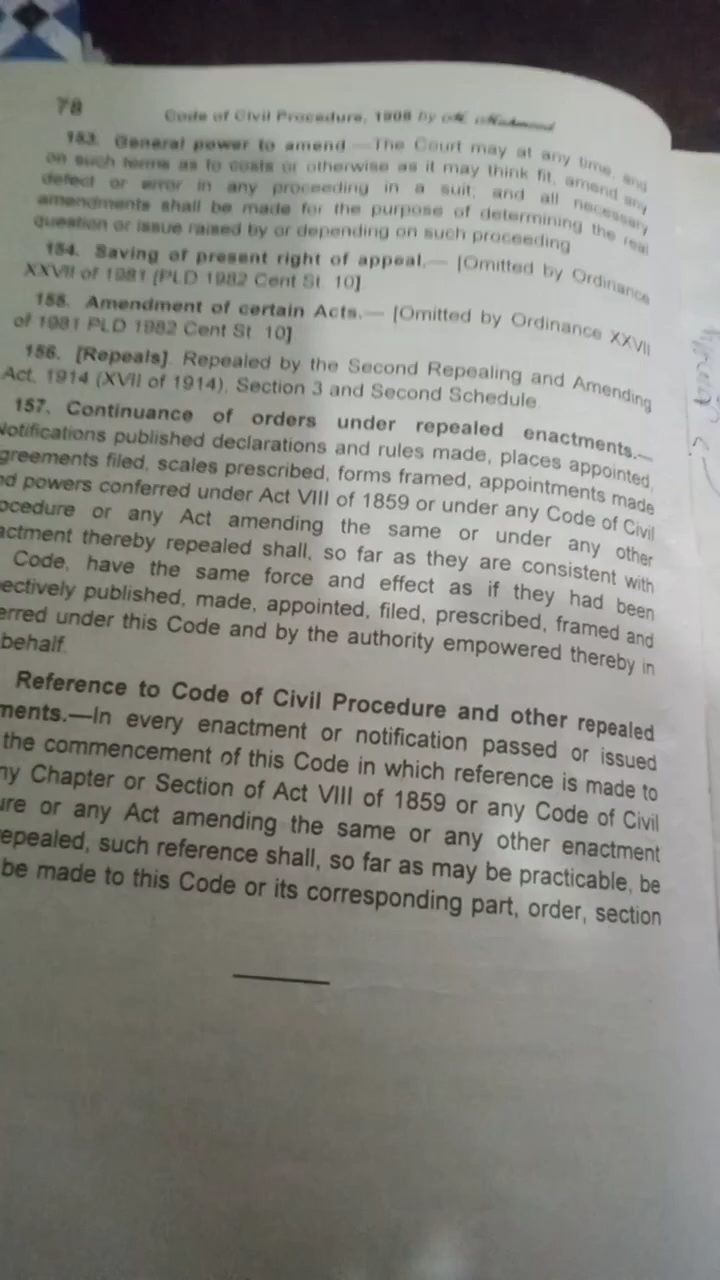 78
Code of Civil Procedure, 1908 by M. Mahmood
153. General power to amend —The Court may at any time, and
on such terms as to costs or otherwise as it may think fit, amend any
defect or error in any proceeding in a suit; and all necessary
amendments shall be made for the purpose of determining the real
question or issue raised by or depending on such proceeding
154. Saving of present right of appeal.— [Omitted by Ordinance
XXVII of 1981 [PLD 1982 Cent St. 10]
155. Amendment of certain Acts.— [Omitted by Ordinance XXVII
of 1981 PLD 1982 Cent St. 10]
156. [Repeals]. Repealed by the Second Repealing and Amending
Act, 1914 (XVII of 1914), Section 3 and Second Schedule
157. Continuance of orders under repealed enactments.—
Notifications published declarations and rules made, places appointed,
greements filed, scales prescribed, forms framed, appointments made
nd powers conferred under Act VIII of 1859 or under any Code of Civil
ocedure or any Act amending the same or under any other
actment thereby repealed shall, so far as they are consistent with
Code, have the same force and effect as if they had been
ectively published, made, appointed, filed, prescribed, framed and
erred under this Code and by the authority empowered thereby in
behalf.
Reference to Code of Civil Procedure and other repealed
ments.—In every enactment or notification passed or issued
the commencement of this Code in which reference is made to
ny Chapter or Section of Act VIII of 1859 or any Code of Civil
ure or any Act amending the same or any other enactment
epealed, such reference shall, so far as may be practicable, be
be made to this Code or its corresponding part, order, section